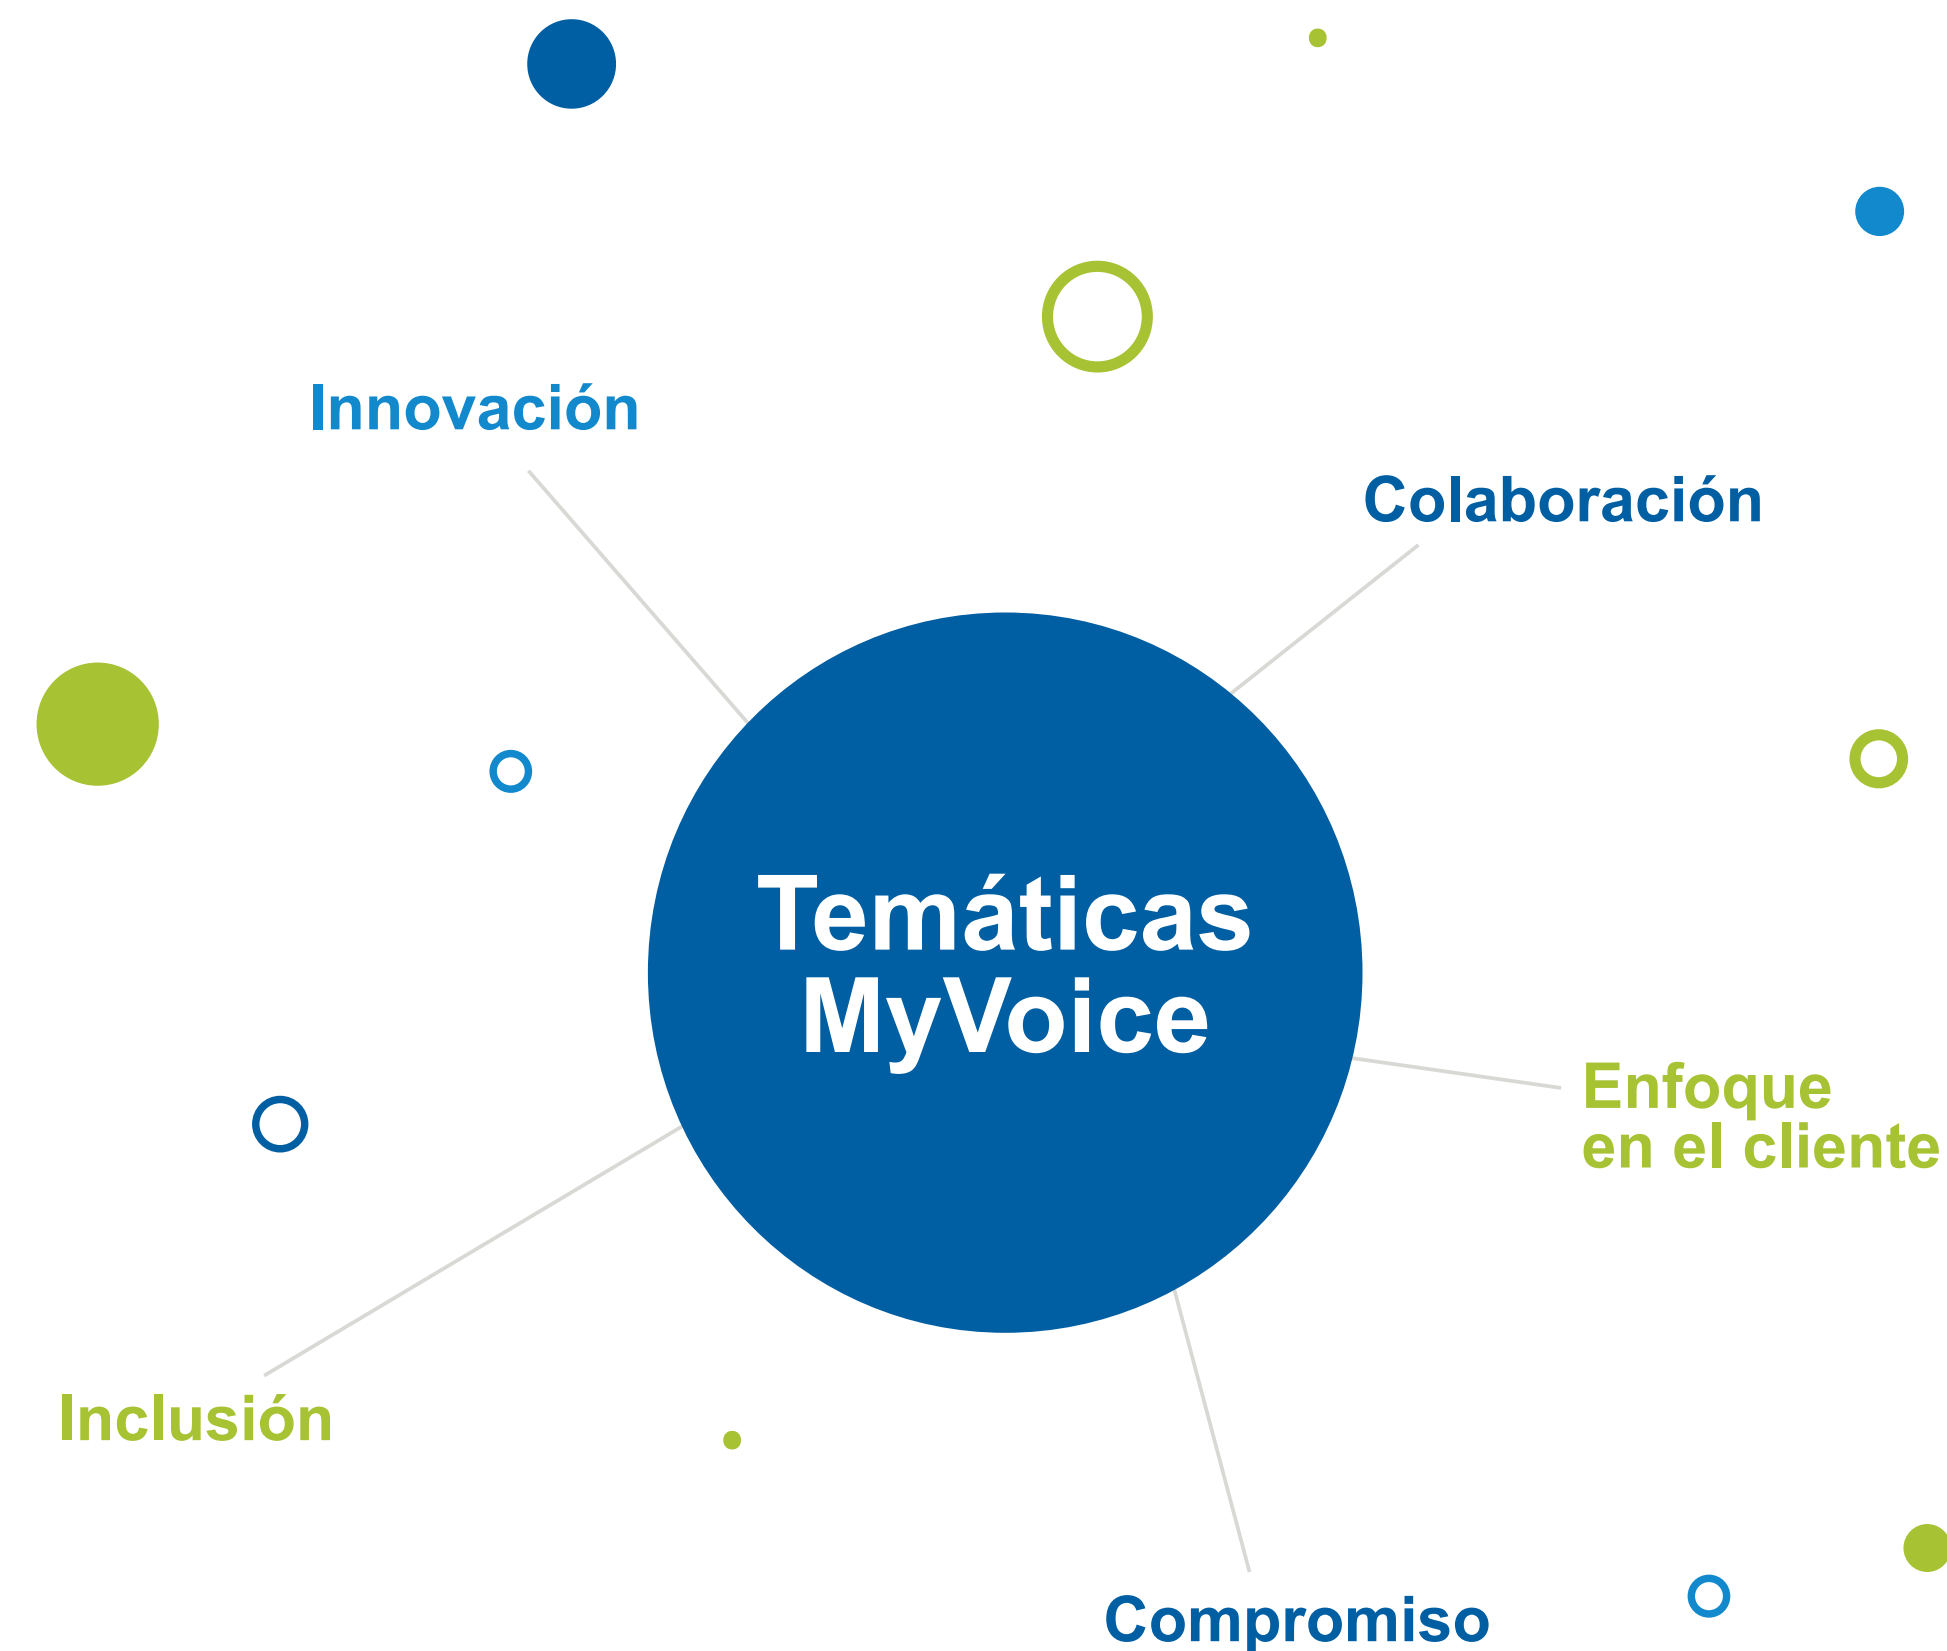 Innovación
Colaboración
Temáticas
MyVoice
Enfoque
en el cliente
Inclusión
Compromiso